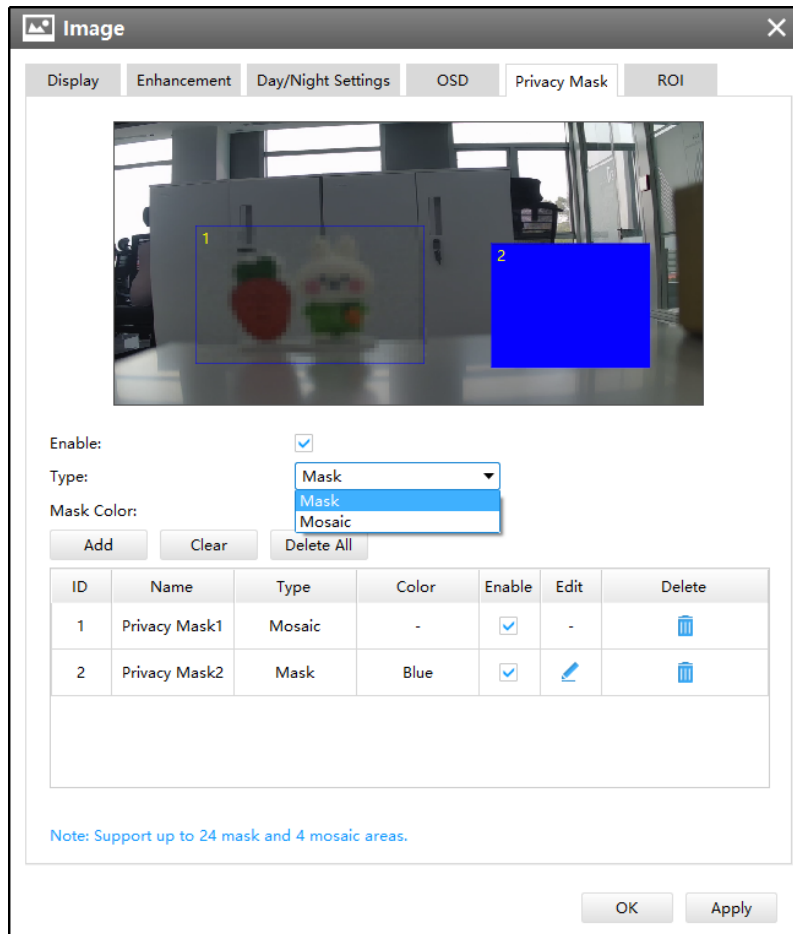 Image
Display Enhancement Day/Night Settings OSD Privacy Mask ROI
1
2
Enable:
Type: Mask
Mask
Mosaic
Mask Color:
Add Clear Delete All
ID Name Type Color Enable Edit Delete
1 Privacy Mask1 Mosaic - -
2 Privacy Mask2 Mask Blue
Note: Support up to 24 mask and 4 mosaic areas.
OK Apply